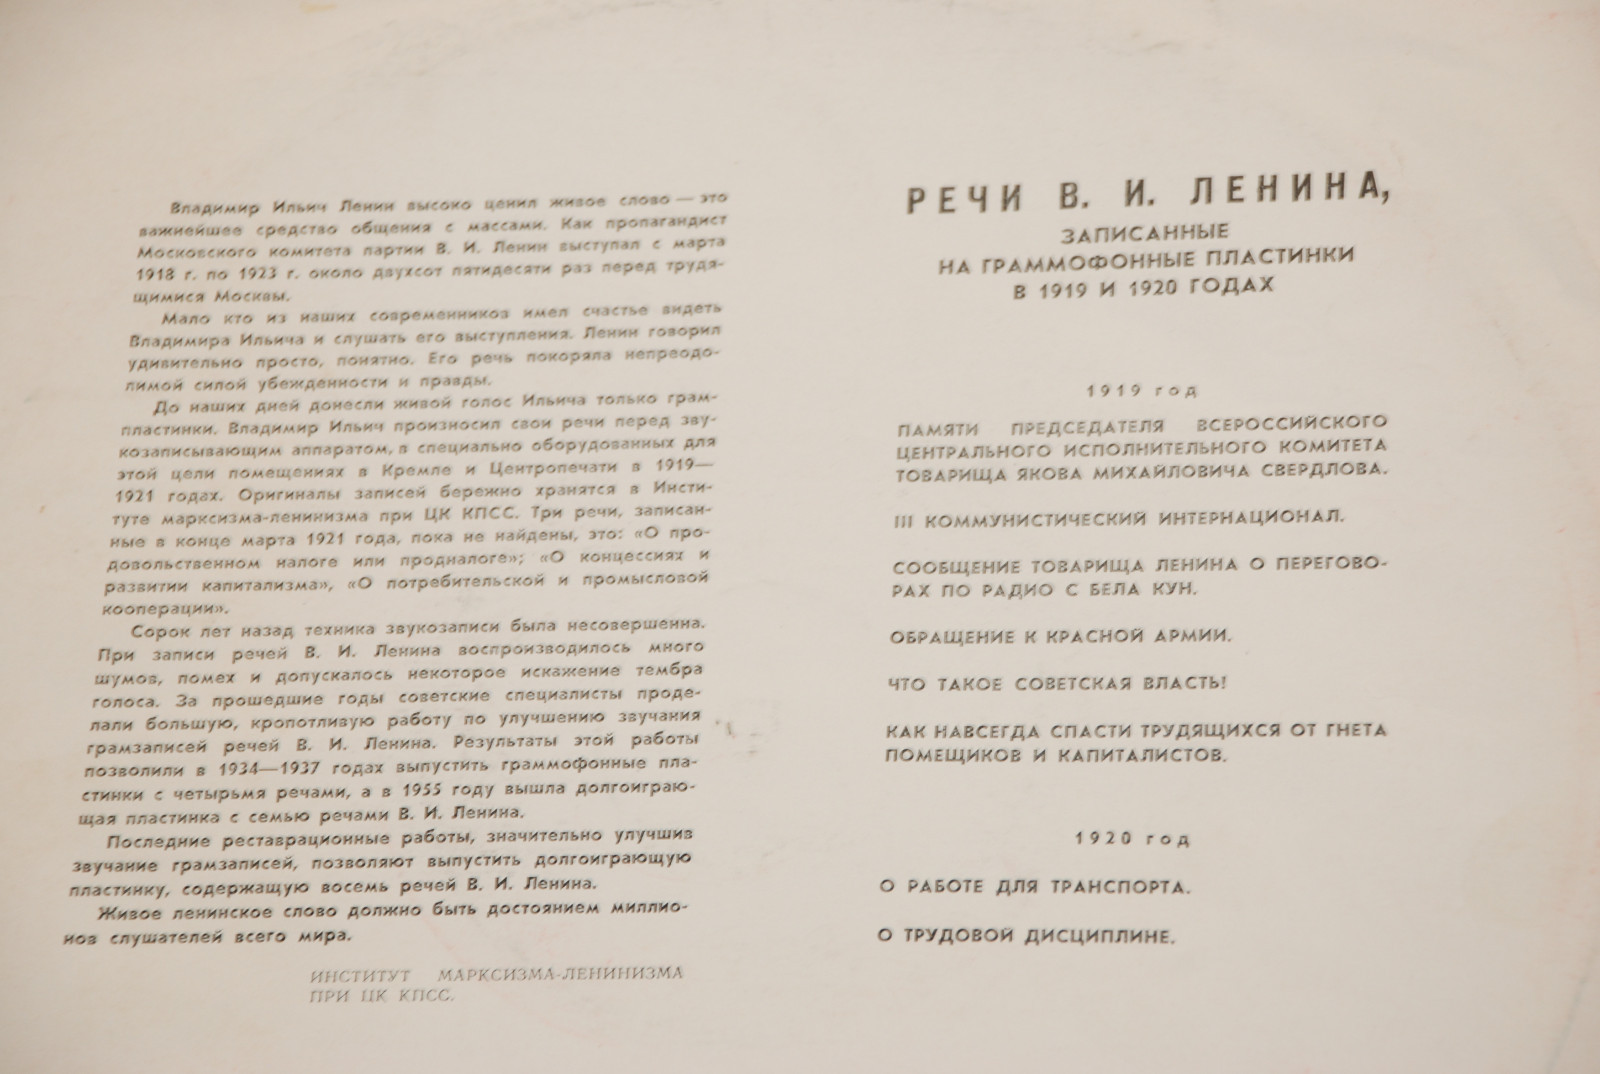 Владимир Ильич Ленин высоко ценил живое слово — это
важнейшее средство общения с массами. Как пропагандист
Московского комитета партии В. И. Ленин выступал с марта
1918 г. по 1923 г. около двухсот пятидесяти раз перед трудя-
щимися Москвы.
Мало кто из наших современников имел счастье видеть
Владимира Ильича и слушать его выступления. Ленин говорил
удивительно просто, понятно. Его речь покоряла непреодо-
лимой силой убежденности и правды.
До наших дней донесли живой голос Ильича только грам-
пластинки. Владимир Ильич произносил свои речи перед зву-
козаписывающим аппаратом, в специально оборудованных для
этой цели помещениях в Кремле и Центропечати в 1919—
1921 годах. Оригиналы записей бережно хранятся в Инсти-
туте марксизма-ленинизма при ЦК КПСС. Три речи, записан-
ные в конце марта 1921 года, пока не найдены, это: «О про-
довольственном налоге или продналоге»; «О концессиях и
развитии капитализма», «О потребительской и промысловой
кооперации».
Сорок лет назад техника звукозаписи была несовершенна.
При записи речей В. И. Ленина воспроизводилось много
шумов, помех и допускалось некоторое искажение тембра
голоса. За прошедшие годы советские специалисты проде-
лали большую, кропотливую работу по улучшению звучания
грамзаписей речей В. И. Ленина. Результаты этой работы
позволили в 1934—1937 годах выпустить граммофонные пла-
стинки с четырьмя речами, а в 1955 году вышла долгоиграю-
щая пластинка с семью речами В. И. Ленина.
Последние реставрационные работы, значительно улучшив
звучание грамзаписей, позволяют выпустить долгоиграющую
пластинку, содержащую восемь речей В. И. Ленина.
Живое ленинское слово должно быть достоянием миллио-
нов слушателей всего мира.
ИНСТИТУТ МАРКСИЗМА-ЛЕНИНИЗМА
ПРИ ЦК КПСС.
РЕЧИ В. И. ЛЕНИНА,
ЗАПИСАННЫЕ
НА ГРАММОФОННЫЕ ПЛАСТИНКИ
В 1919 И 1920 ГОДАХ
1919 год
ПАМЯТИ ПРЕДСЕДАТЕЛЯ ВСЕРОССИЙСКОГО
ЦЕНТРАЛЬНОГО ИСПОЛНИТЕЛЬНОГО КОМИТЕТА
ТОВАРИЩА ЯКОВА МИХАЙЛОВИЧА СВЕРДЛОВА.
III КОММУНИСТИЧЕСКИЙ ИНТЕРНАЦИОНАЛ.
СООБЩЕНИЕ ТОВАРИЩА ЛЕНИНА О ПЕРЕГОВО-
РАХ ПО РАДИО С БЕЛА КУН.
ОБРАЩЕНИЕ К КРАСНОЙ АРМИИ.
ЧТО ТАКОЕ СОВЕТСКАЯ ВЛАСТЬ!
КАК НАВСЕГДА СПАСТИ ТРУДЯЩИХСЯ ОТ ГНЕТА
ПОМЕЩИКОВ И КАПИТАЛИСТОВ.
1920 год
О РАБОТЕ ДЛЯ ТРАНСПОРТА.
О ТРУДОВОЙ ДИСЦИПЛИНЕ.